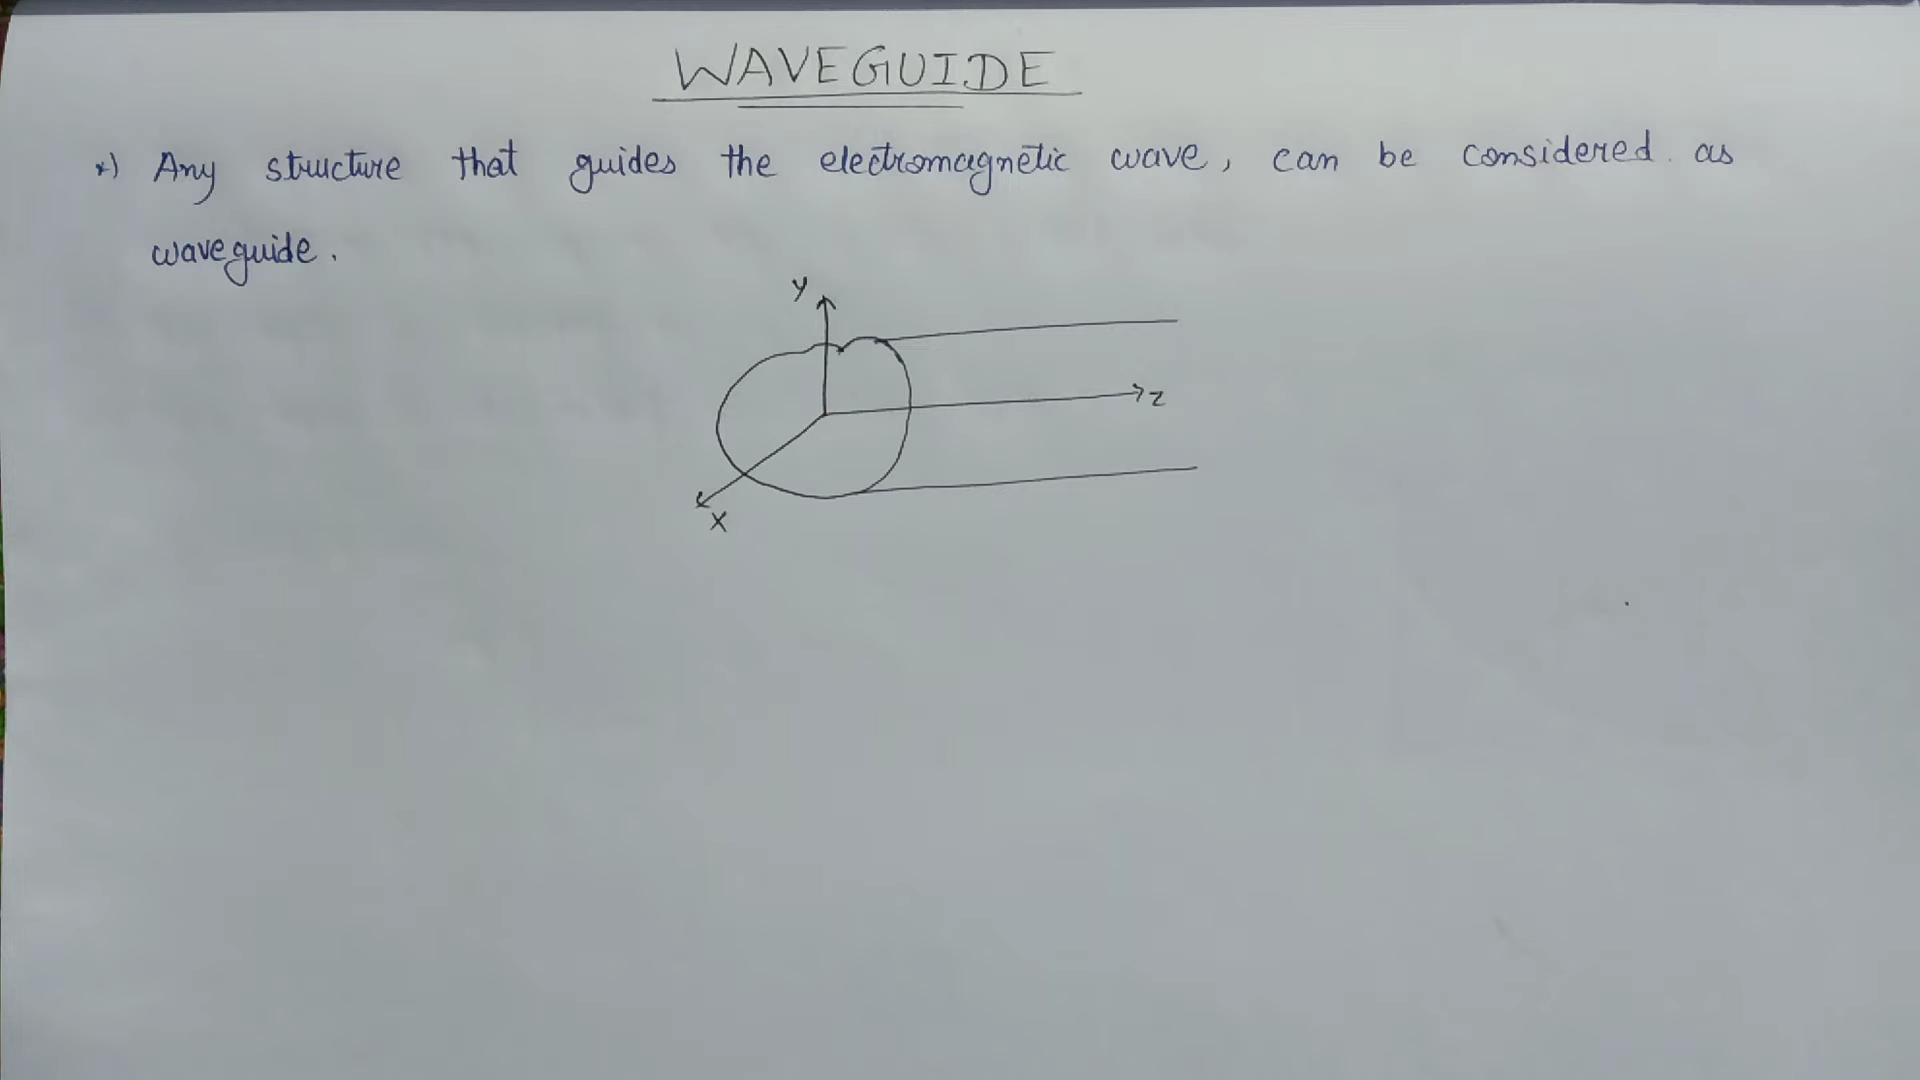 WAVEGUIDE
*) Any structure that guides the electromagnetic wave, can be considered as
waveguide.
Y
Z
X